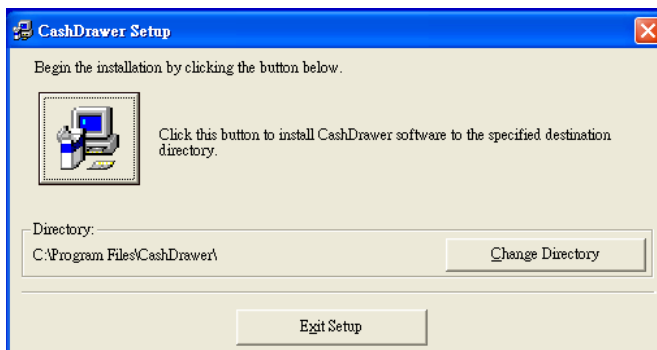 CashDrawer Setup
Begin the installation by clicking the button below.
Click this button to install CashDrawer software to the specified destination
directory.
Directory:
C:\Program Files\CashDrawer\
Change Directory
Exit Setup